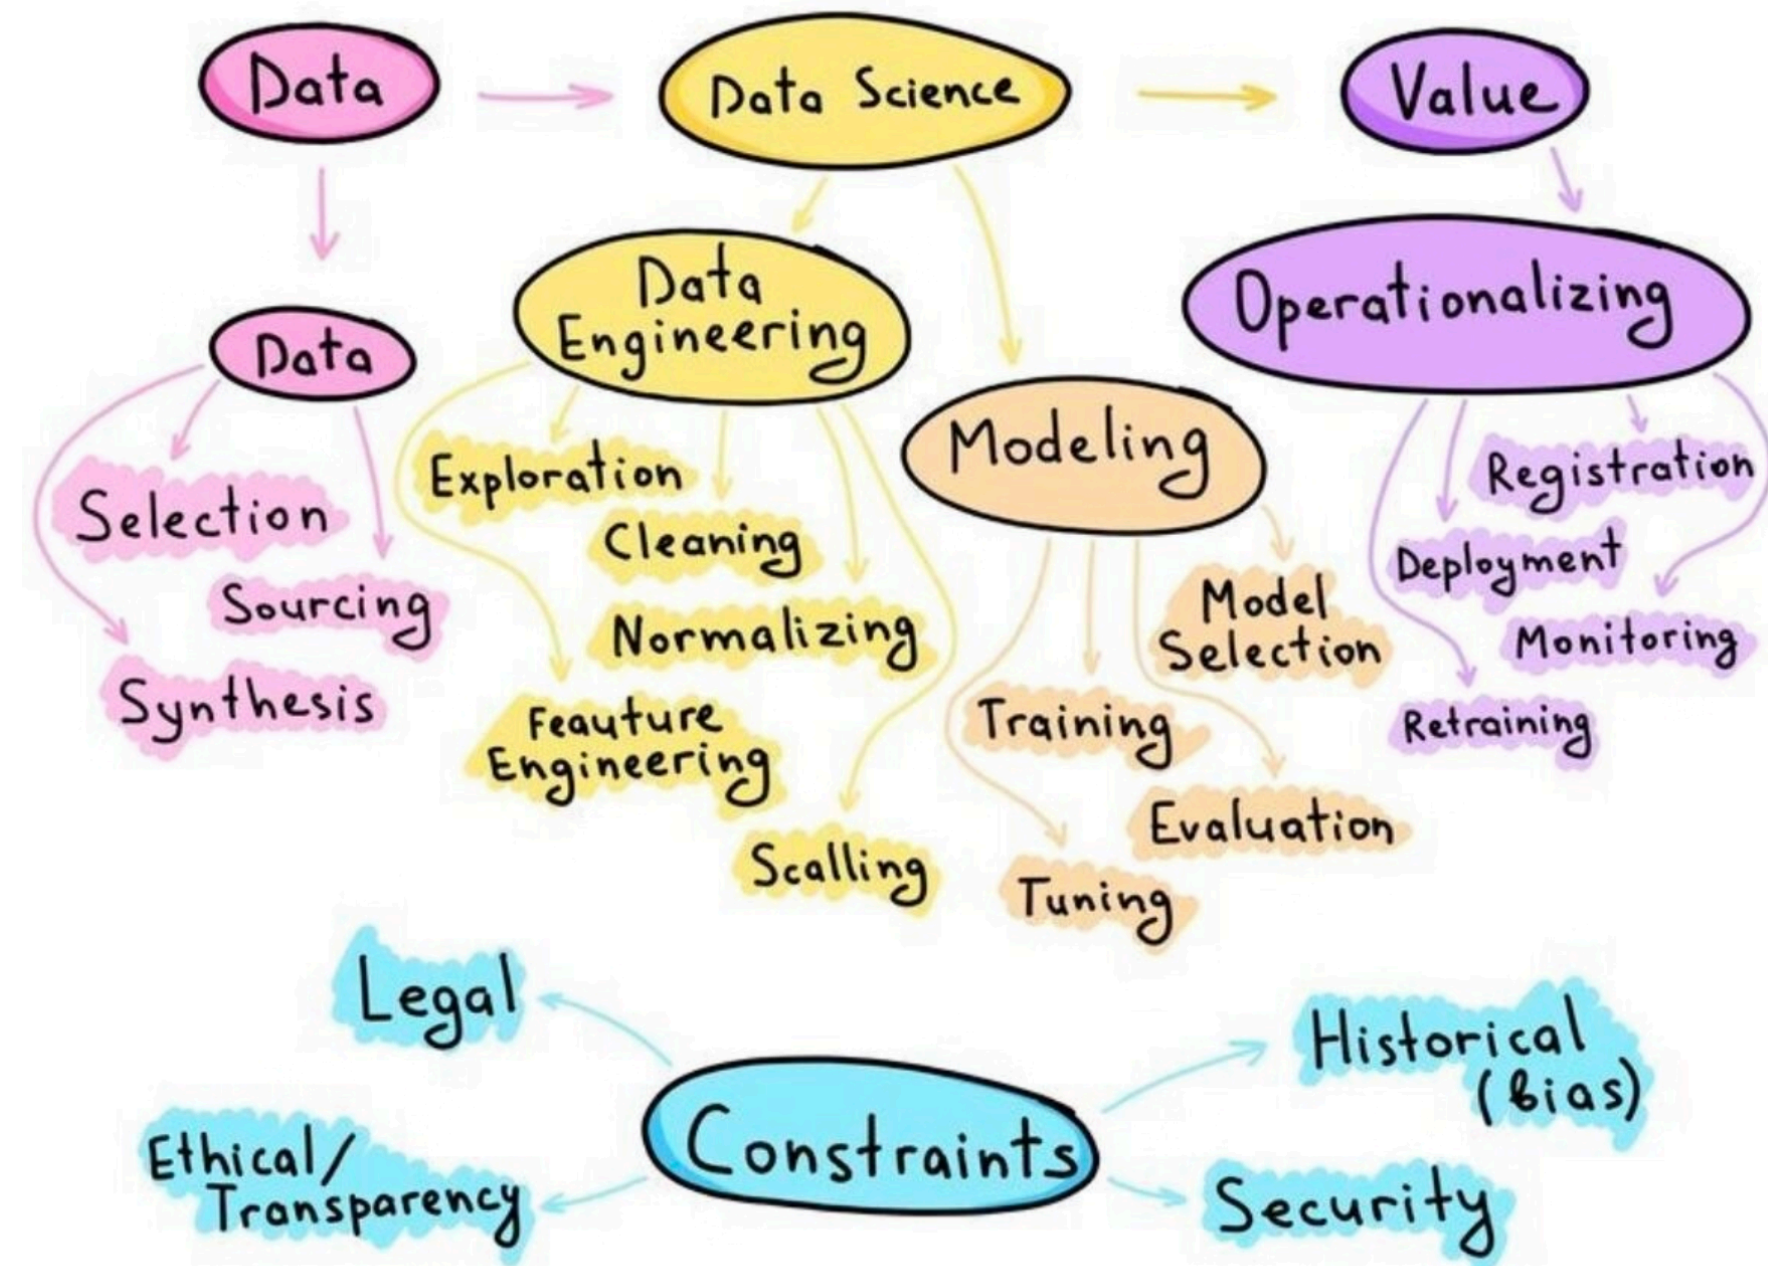 Data
Data Science
Value
Data
Engineering
Operationalizing
Data
Modeling
Exploration
Registration
Selection
Cleaning
Deployment
Sourcing
Normalizing
Model
Selection
Monitoring
Synthesis
Feauture
Engineering
Training
Retraining
Evaluation
Scalling
Tuning
Legal
Historical
(bias)
Constraints
Ethical/
Transparency
Security